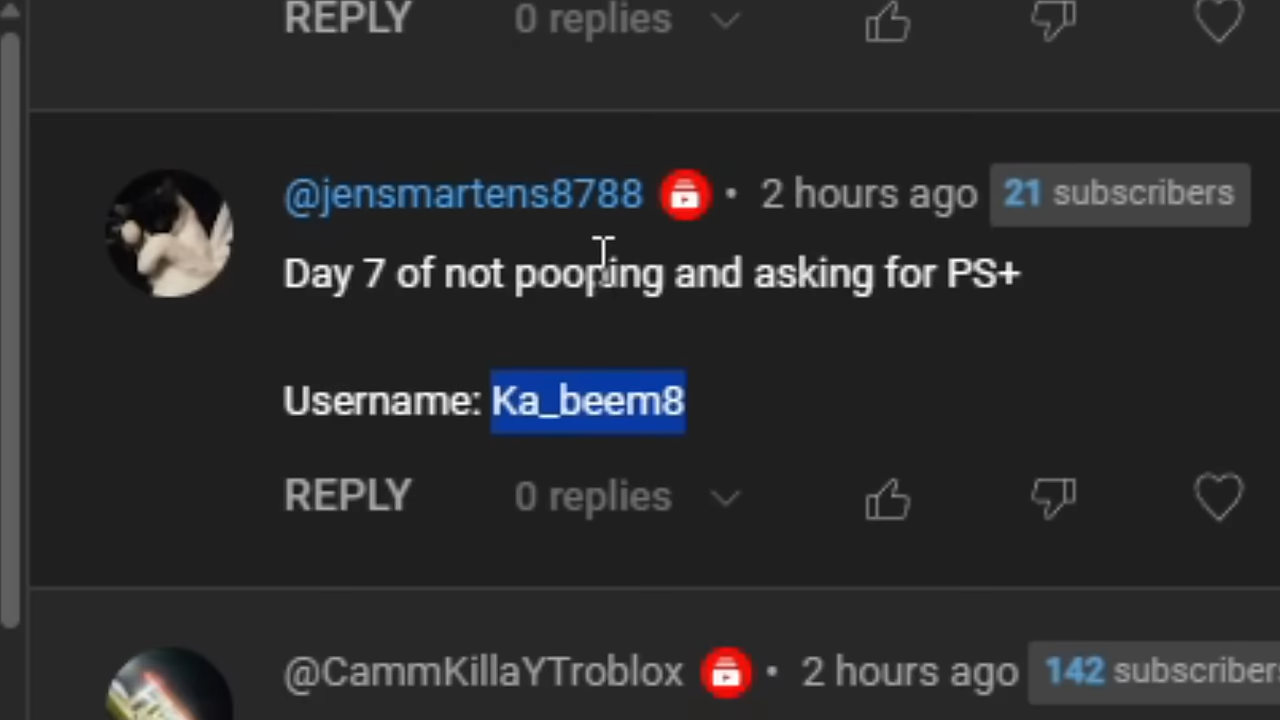 REPLY 0 replies
@jensmartens8788 • 2 hours ago 21 subscribers
Day 7 of not pooping and asking for PS+
Username: Ka_beem8
REPLY 0 replies
@CammKillaYTroblox • 2 hours ago 142 subscribers